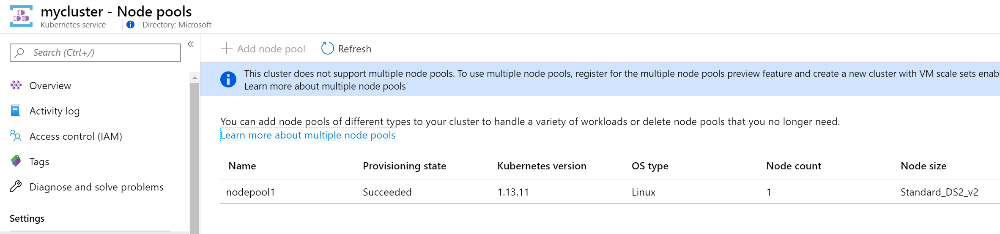 mycluster - Node pools
Kubernetes service
Directory: Microsoft
Search (Ctrl+/)
Overview
Activity log
Access control (IAM)
Tags
Diagnose and solve problems
Settings
Add node pool
Refresh
This cluster does not support multiple node pools. To use multiple node pools, register for the multiple node pools preview feature and create a new cluster with VM scale sets enabl
Learn more about multiple node pools
You can add node pools of different types to your cluster to handle a variety of workloads or delete node pools that you no longer need.
Learn more about multiple node pools
Name Provisioning state Kubernetes version OS type Node count Node size
nodepool1 Succeeded 1.13.11 Linux 1 Standard_DS2_v2